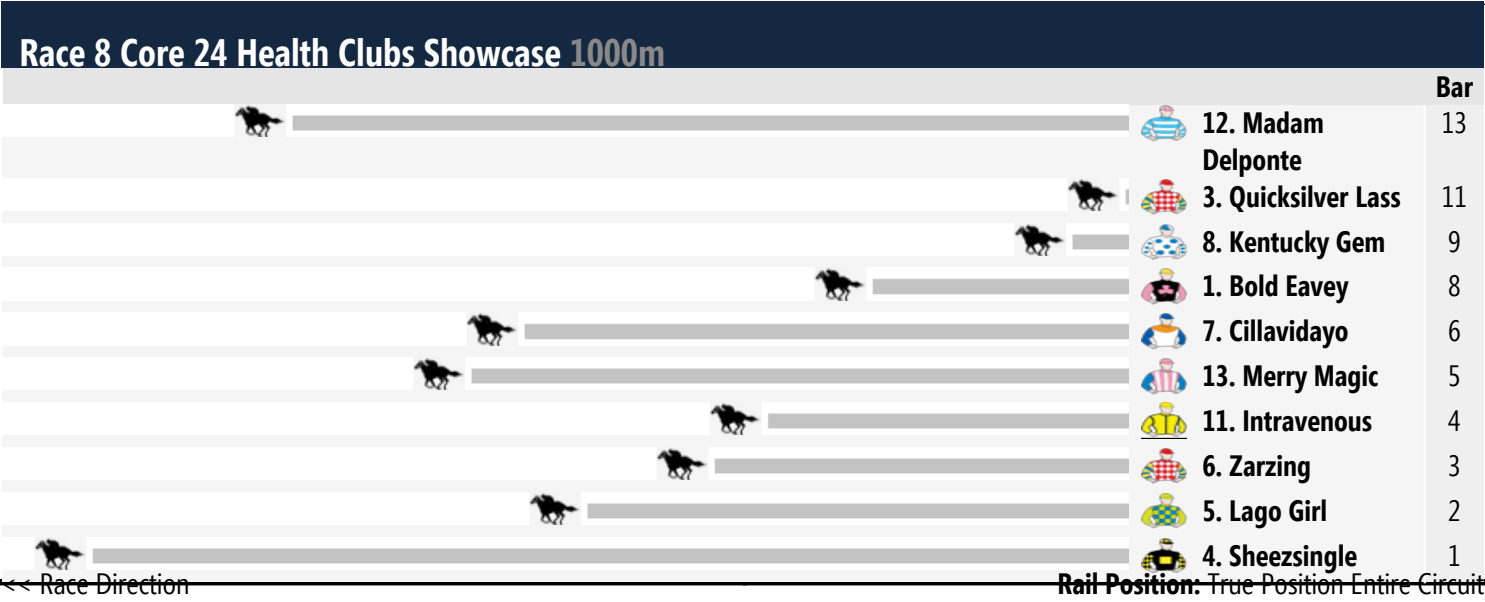 Race 8 Core 24 Health Clubs Showcase 1000m
Bar
12. Madam 13
Delponte
3. Quicksilver Lass 11
8. Kentucky Gem 9
1. Bold Eavey 8
7. Cillavidayo 6
13. Merry Magic 5
11. Intravenous 4
6. Zarzing 3
5. Lago Girl 2
4. Sheezsingle 1
<< Race Direction Rail Position: True Position Entire Circuit